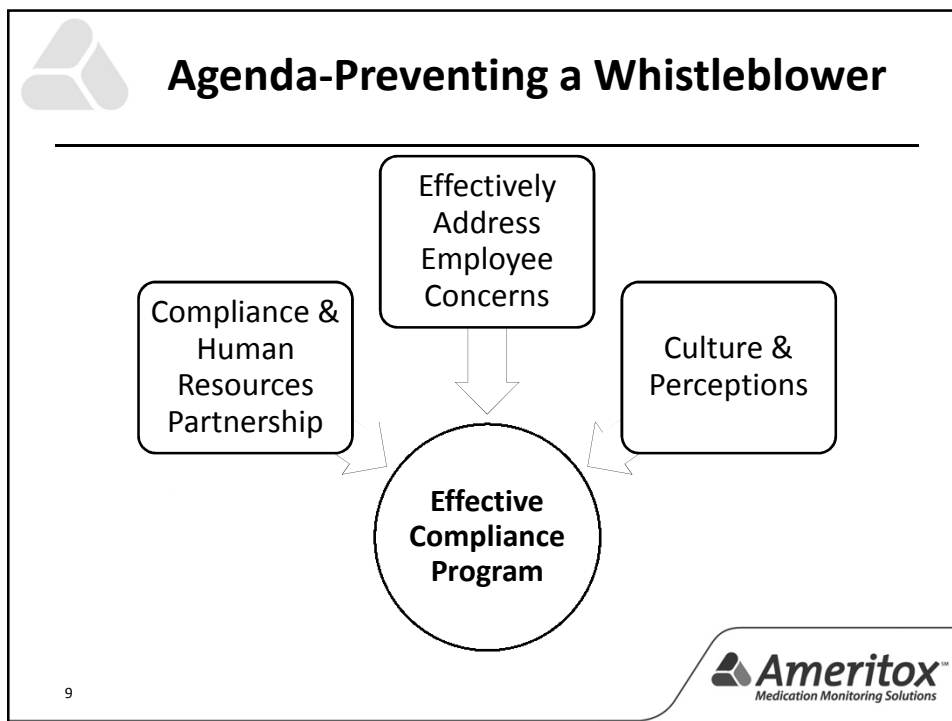 Agenda-Preventing a Whistleblower
Effectively
Address
Employee
Concerns
Compliance &
Human
Resources
Partnership
Culture &
Perceptions
Effective
Compliance
Program
9
Ameritox℠
Medication Monitoring Solutions